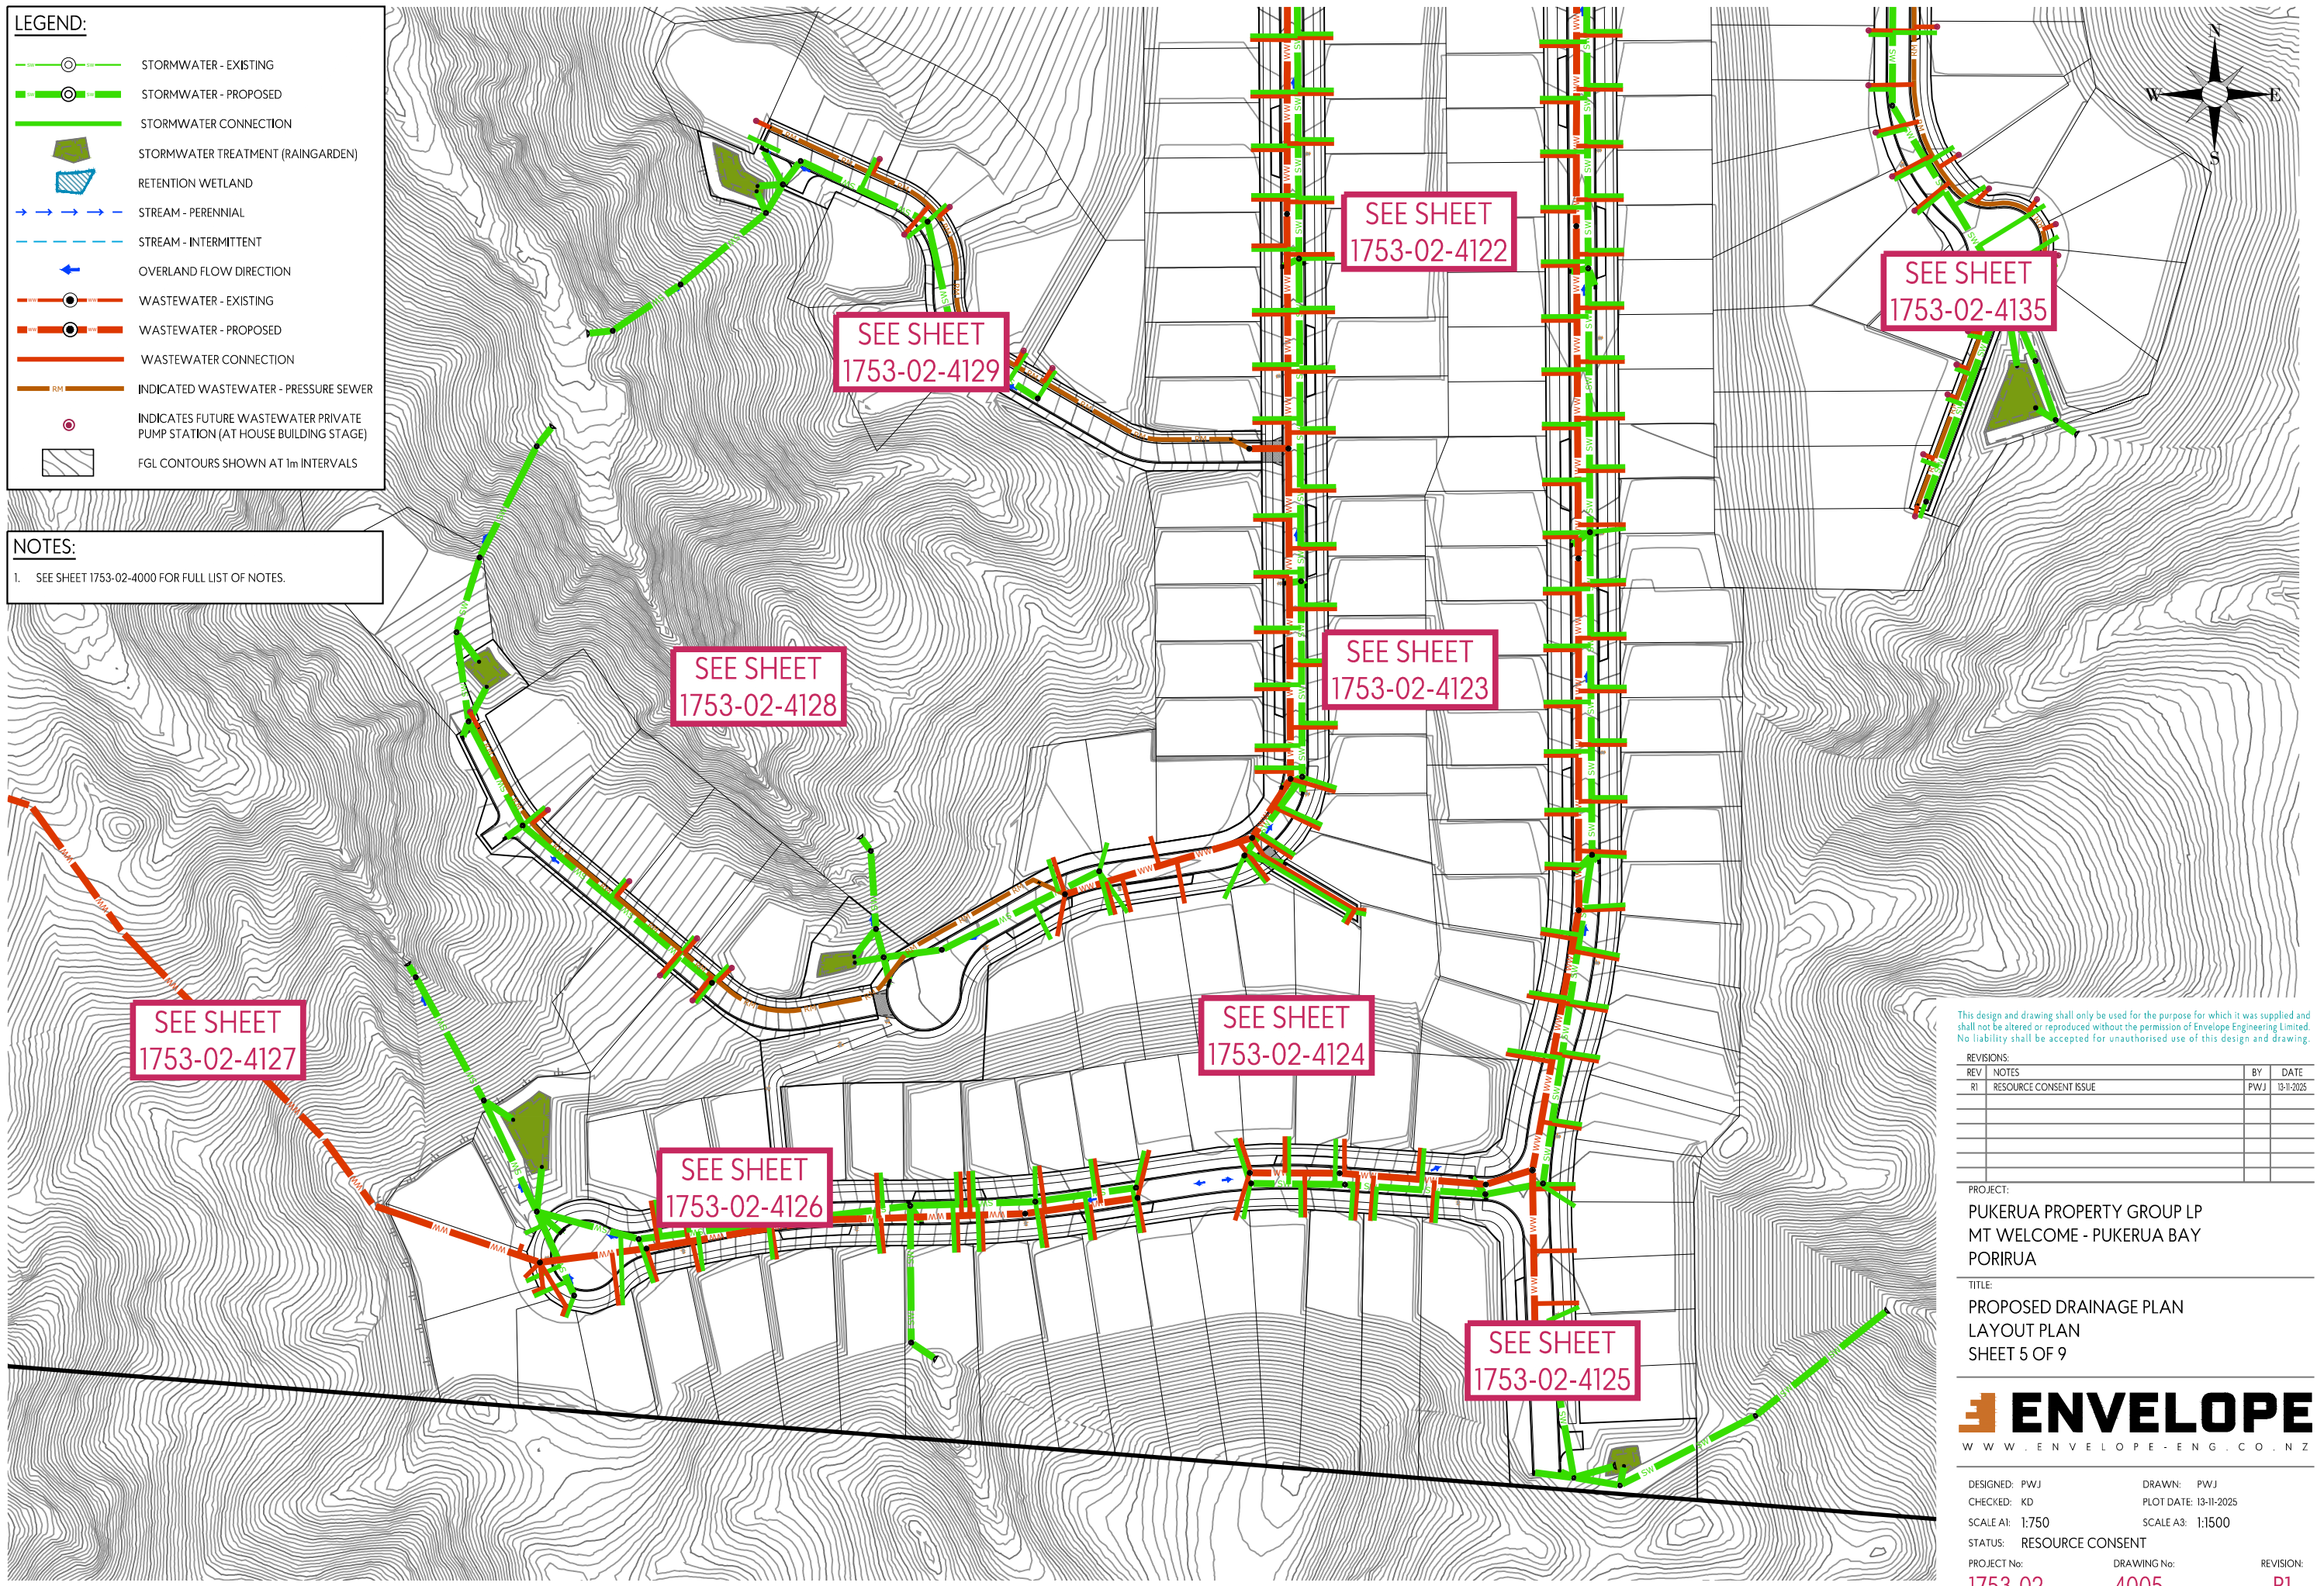 LEGEND:
STORMWATER - EXISTING
STORMWATER - PROPOSED
STORMWATER CONNECTION
STORMWATER TREATMENT (RAINGARDEN)
RETENTION WETLAND
STREAM - PERENNIAL
STREAM - INTERMITTENT
OVERLAND FLOW DIRECTION
WASTEWATER - EXISTING
WASTEWATER - PROPOSED
WASTEWATER CONNECTION
RM INDICATED WASTEWATER - PRESSURE SEWER
INDICATES FUTURE WASTEWATER PRIVATE
PUMP STATION (AT HOUSE BUILDING STAGE)
FGL CONTOURS SHOWN AT 1m INTERVALS
NOTES:
1. SEE SHEET 1753-02-4000 FOR FULL LIST OF NOTES.
N
W E
S
SEE SHEET
1753-02-4122
SEE SHEET
1753-02-4135
SEE SHEET
1753-02-4129
SEE SHEET
1753-02-4123
SEE SHEET
1753-02-4128
SEE SHEET
1753-02-4127
SEE SHEET
1753-02-4124
SEE SHEET
1753-02-4126
SEE SHEET
1753-02-4125
This design and drawing shall only be used for the purpose for which it was supplied and
shall not be altered or reproduced without the permission of Envelope Engineering Limited.
No liability shall be accepted for unauthorised use of this design and drawing.
REVISIONS:
REV NOTES BY DATE
R1 RESOURCE CONSENT ISSUE PWJ 13-11-2025
PROJECT:
PUKERUA PROPERTY GROUP LP
MT WELCOME - PUKERUA BAY
PORIRUA
TITLE:
PROPOSED DRAINAGE PLAN
LAYOUT PLAN
SHEET 5 OF 9
ENVELOPE
WWW.ENVELOPE-ENG.CO.NZ
DESIGNED: PWJ DRAWN: PWJ
CHECKED: KD PLOT DATE: 13-11-2025
SCALE A1: 1:750 SCALE A3: 1:1500
STATUS: RESOURCE CONSENT
PROJECT No: DRAWING No: REVISION:
1753-02 4005 R1